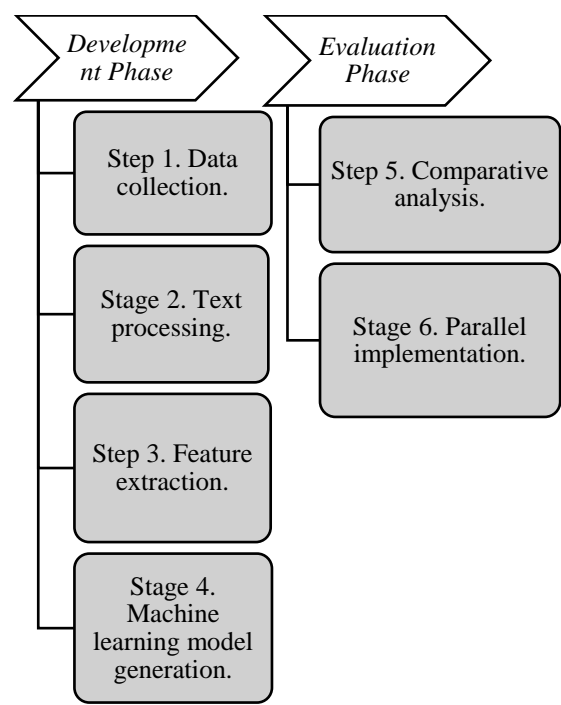 Developme
nt Phase
Step 1. Data
collection.
Stage 2. Text
processing.
Step 3. Feature
extraction.
Stage 4.
Machine
learning model
generation.
Evaluation
Phase
Step 5. Comparative
analysis.
Stage 6. Parallel
implementation.